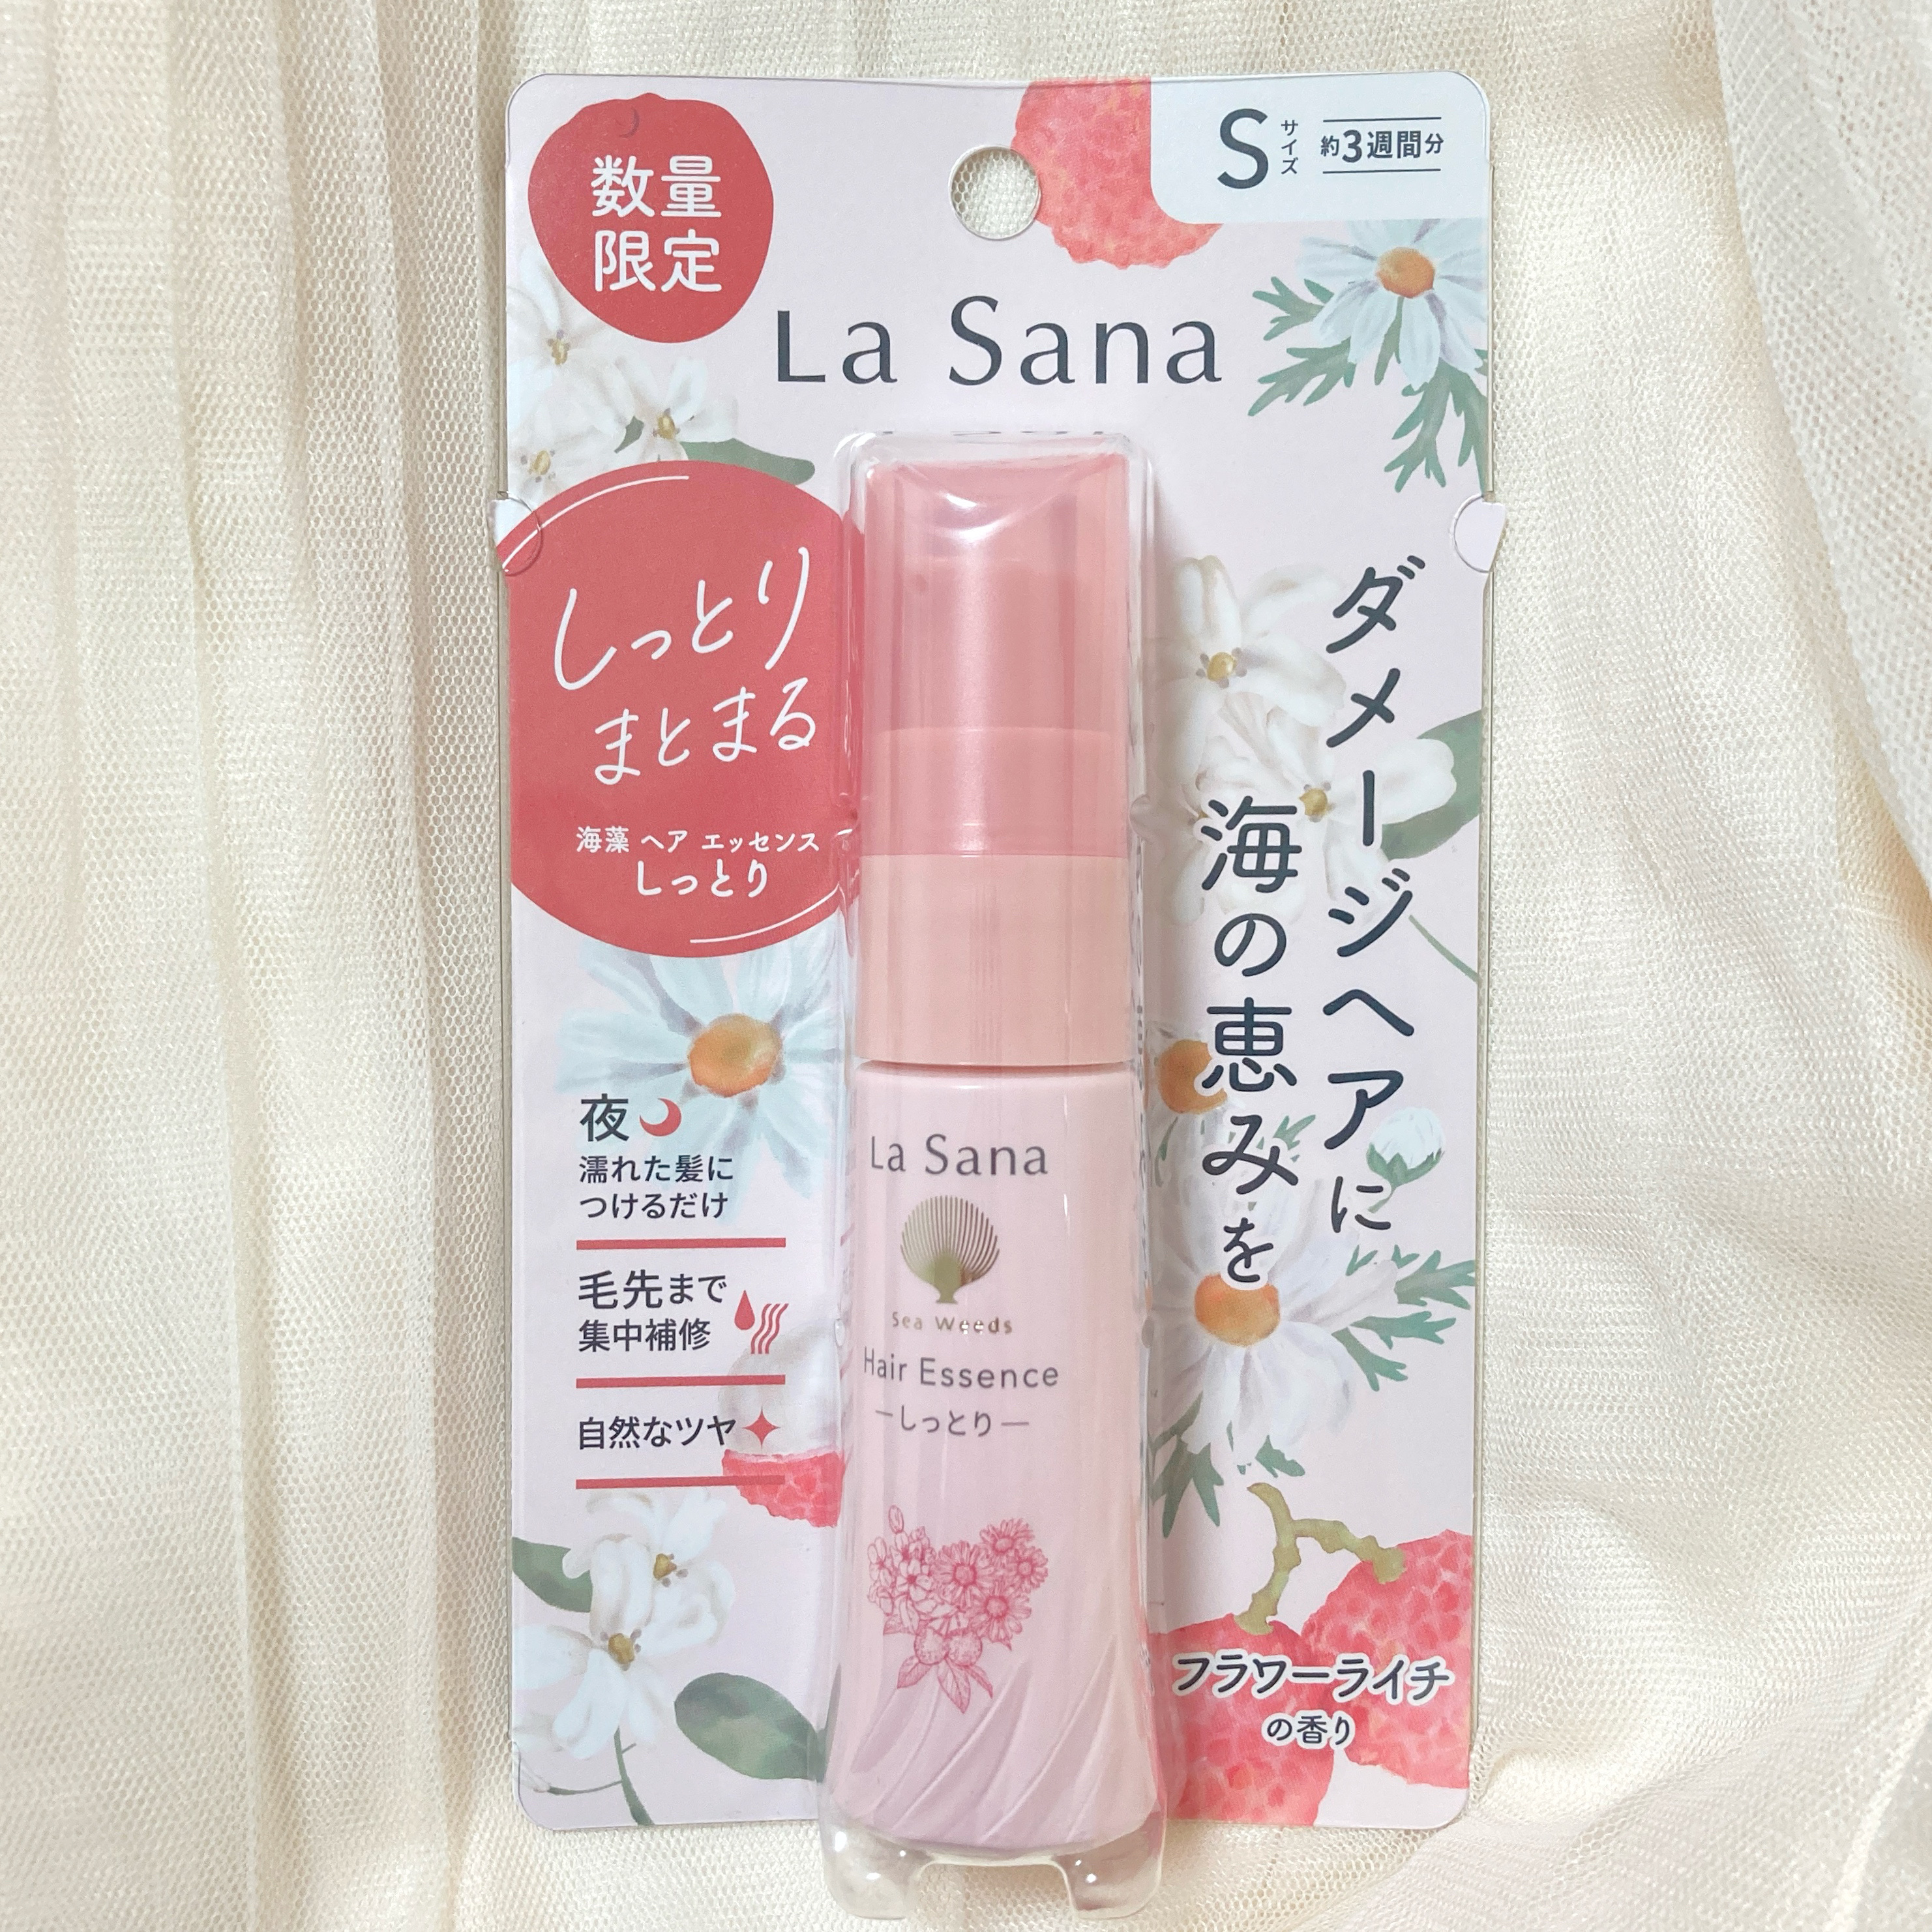 数量
限定
S サイズ 約3週間分
La Sana
しっとり
まとまる
海藻 ヘア エッセンス
しっとり
ダメージヘアに
海の恵みを
夜
濡れた髪に
つけるだけ
毛先まで
集中補修
自然なツヤ
La Sana
Sea Weeds
Hair Essence
ーしっとりー
フラワーライチ
の香り